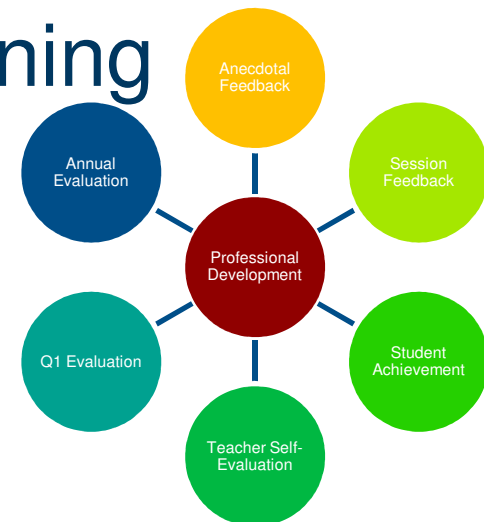 ning
Anecdotal
Feedback
Annual
Evaluation
Session
Feedback
Professional
Development
Q1 Evaluation
Student
Achievement
Teacher Self-
Evaluation